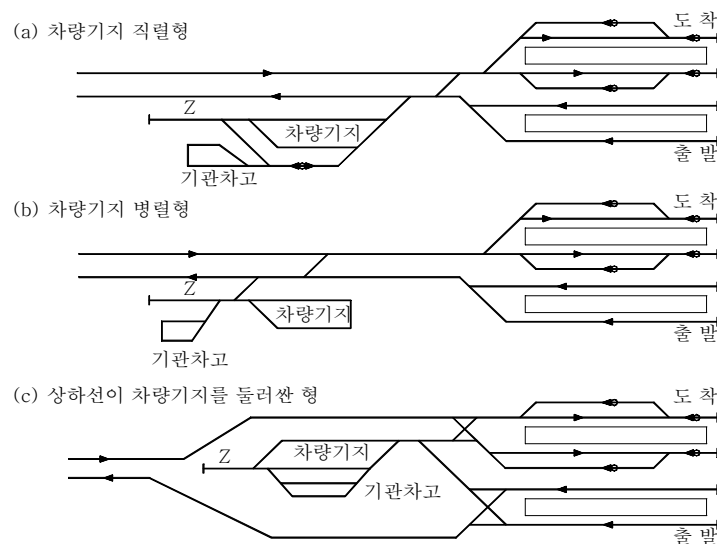 (a) 차량기지 직렬형
도 착
Z
차량기지
기관차고
출 발
(b) 차량기지 병렬형
도 착
Z
차량기지
기관차고
출 발
(c) 상하선이 차량기지를 둘러싼 형
도 착
Z
차량기지
기관차고
출 발